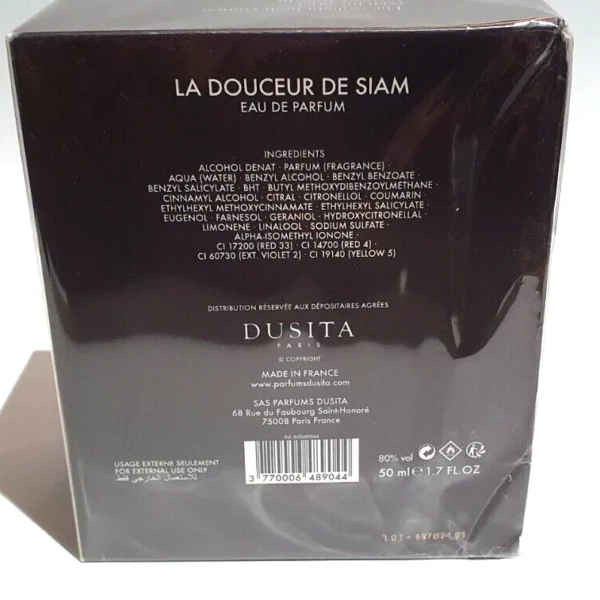 LA DOUCEUR DE SIAM
EAU DE PARFUM
INGREDIENTS
ALCOHOL DENAT · PARFUM (FRAGRANCE) ·
AQUA (WATER) · BENZYL ALCOHOL · BENZYL BENZOATE ·
BENZYL SALICYLATE · BHT · BUTYL METHOXYDIBENZOYLMETHANE ·
CINNAMYL ALCOHOL · CITRAL · CITRONELLOL · COUMARIN ·
ETHYLHEXYL METHOXYCINNAMATE · ETHYLHEXYL SALICYLATE ·
EUGENOL · FARNESOL · GERANIOL · HYDROXYCITRONELLAL ·
LIMONENE · LINALOOL · SODIUM SULFATE ·
ALPHA-ISOMETHYL IONONE ·
CI 17200 (RED 33) · CI 14700 (RED 4) ·
CI 60730 (EXT. VIOLET 2) · CI 19140 (YELLOW 5)
DISTRIBUTION RÉSERVÉE AUX DÉPOSITAIRES AGRÉES
DUSITA
PARIS
© COPYRIGHT
MADE IN FRANCE
www.parfumsdusita.com
SAS PARFUMS DUSITA
68 Rue du Faubourg Saint-Honoré
75008 Paris France
USAGE EXTERNE SEULEMENT
FOR EXTERNAL USE ONLY
للاستعمال الخارجي فقط
3 770006 489044
80% vol
50 ml e 1.7 FL.OZ
LOT